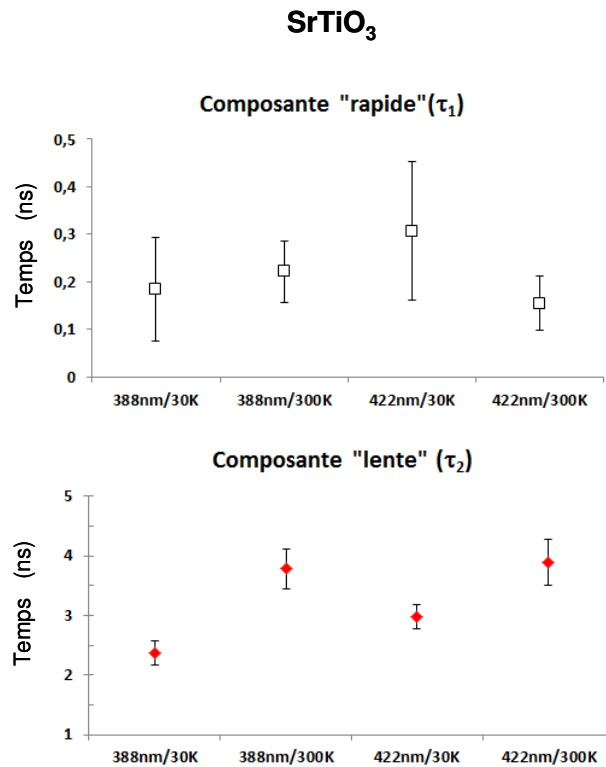 SrTiO₃
Composante "rapide"(τ₁)
Temps (ns)
0,5
0,4
0,3
0,2
0,1
0
388nm/30K 388nm/300K 422nm/30K 422nm/300K
Composante "lente" (τ₂)
Temps (ns)
5
4
3
2
1
388nm/30K 388nm/300K 422nm/30K 422nm/300K